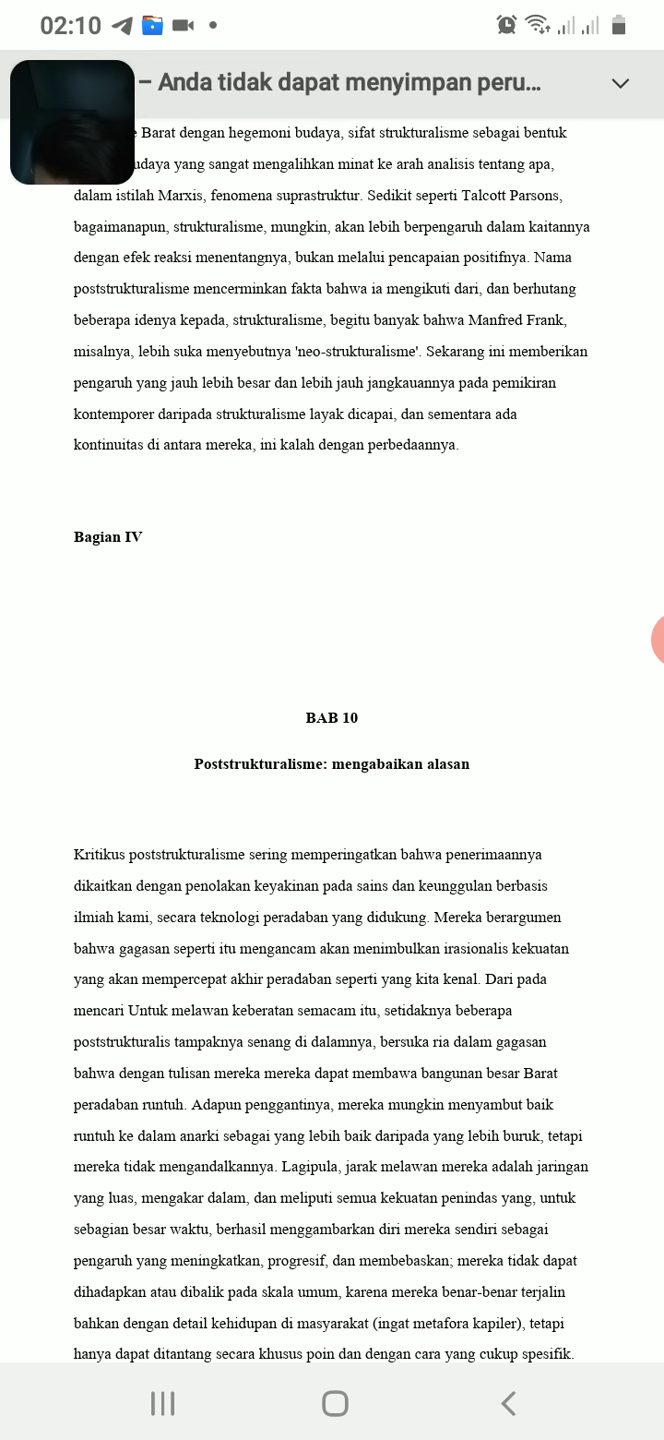 02:10
– Anda tidak dapat menyimpan peru...
Barat dengan hegemoni budaya, sifat strukturalisme sebagai bentuk
yang sangat mengalihkan minat ke arah analisis tentang apa,
dalam istilah Marxis, fenomena suprastruktur. Sedikit seperti Talcott Parsons,
bagaimanapun, strukturalisme, mungkin, akan lebih berpengaruh dalam kaitannya
dengan efek reaksi menentangnya, bukan melalui pencapaian positifnya. Nama
poststrukturalisme mencerminkan fakta bahwa ia mengikuti dari, dan berhutang
beberapa idenya kepada, strukturalisme, begitu banyak bahwa Manfred Frank,
misalnya, lebih suka menyebutnya 'neo-strukturalisme'. Sekarang ini memberikan
pengaruh yang jauh lebih besar dan lebih jauh jangkauannya pada pemikiran
kontemporer daripada strukturalisme layak dicapai, dan sementara ada
kontinuitas di antara mereka, ini kalah dengan perbedaannya.
Bagian IV
BAB 10
Poststrukturalisme: mengabaikan alasan
Kritikus poststrukturalisme sering memperingatkan bahwa penerimaannya
dikaitkan dengan penolakan keyakinan pada sains dan keunggulan berbasis
ilmiah kami, secara teknologi peradaban yang didukung. Mereka berargumen
bahwa gagasan seperti itu mengancam akan menimbulkan irasionalis kekuatan
yang akan mempercepat akhir peradaban seperti yang kita kenal. Dari pada
mencari Untuk melawan keberatan semacam itu, setidaknya beberapa
poststrukturalis tampaknya senang di dalamnya, bersuka ria dalam gagasan
bahwa dengan tulisan mereka mereka dapat membawa bangunan besar Barat
peradaban runtuh. Adapun penggantinya, mereka mungkin menyambut baik
runtuh ke dalam anarki sebagai yang lebih baik daripada yang lebih buruk, tetapi
mereka tidak mengandalkannya. Lagipula, jarak melawan mereka adalah jaringan
yang luas, mengakar dalam, dan meliputi semua kekuatan penindas yang, untuk
sebagian besar waktu, berhasil menggambarkan diri mereka sendiri sebagai
pengaruh yang meningkatkan, progresif, dan membebaskan; mereka tidak dapat
dihadapkan atau dibalik pada skala umum, karena mereka benar-benar terjalin
bahkan dengan detail kehidupan di masyarakat (ingat metafora kapiler), tetapi
hanya dapat ditantang secara khusus poin dan dengan cara yang cukup spesifik.